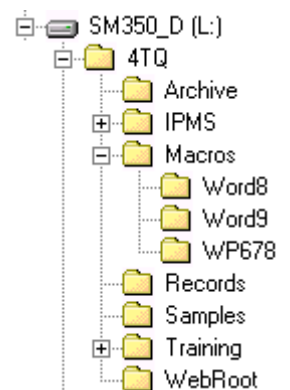 SM350_D (L:)
4TQ
Archive
IPMS
Macros
Word8
Word9
WP678
Records
Samples
Training
WebRoot